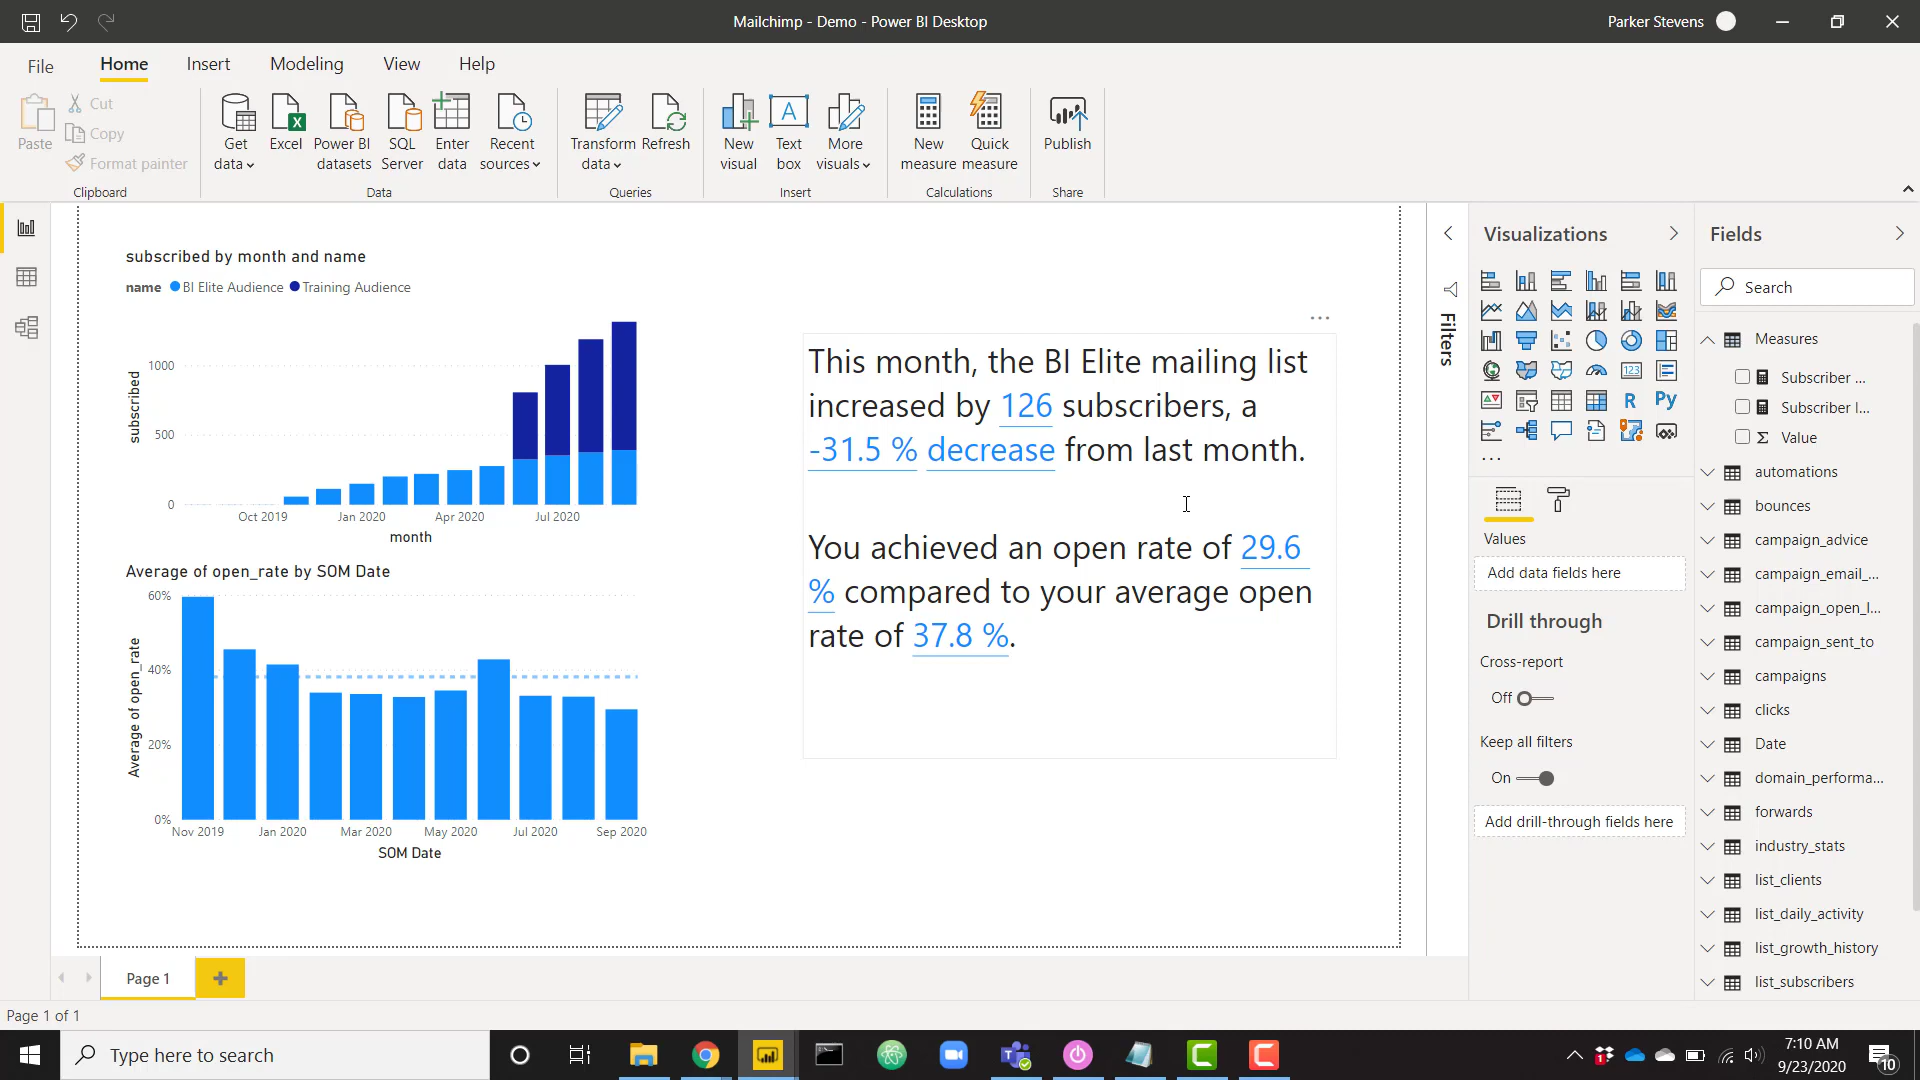 Mailchimp - Demo - Power BI Desktop
Parker Stevens
File
Home
Insert
Modeling
View
Help
Paste
Cut
Copy
Format painter
Clipboard
Get data
Excel
Power BI datasets
SQL Server
Enter data
Recent sources
Data
Transform data
Refresh
Queries
New visual
Text box
More visuals
Insert
New measure
Quick measure
Calculations
Publish
Share
subscribed by month and name
name BI Elite Audience Training Audience
1000
500
0
subscribed
Oct 2019 Jan 2020 Apr 2020 Jul 2020
month
Average of open_rate by SOM Date
60%
40%
20%
0%
Average of open_rate
Nov 2019 Jan 2020 Mar 2020 May 2020 Jul 2020 Sep 2020
SOM Date
This month, the BI Elite mailing list
increased by 126 subscribers, a
-31.5 % decrease from last month.
You achieved an open rate of 29.6
% compared to your average open
rate of 37.8 %.
Filters
Visualizations
R
Py
123
Values
Add data fields here
Drill through
Cross-report
Off
Keep all filters
On
Add drill-through fields here
Fields
Search
Measures
Subscriber ...
Subscriber I...
Value
automations
bounces
campaign_advice
campaign_email_...
campaign_open_I...
campaign_sent_to
campaigns
clicks
Date
domain_performa...
forwards
industry_stats
list_clients
list_daily_activity
list_growth_history
list_subscribers
Page 1
Page 1 of 1
Type here to search
7:10 AM
9/23/2020
10